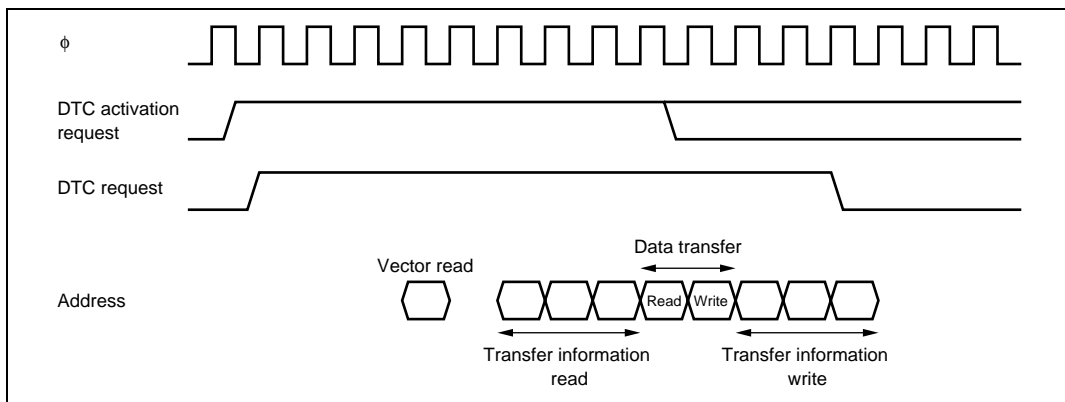 φ
DTC activation
request
DTC request
Data transfer
Vector read
Address
Read
Write
Transfer information
read
Transfer information
write